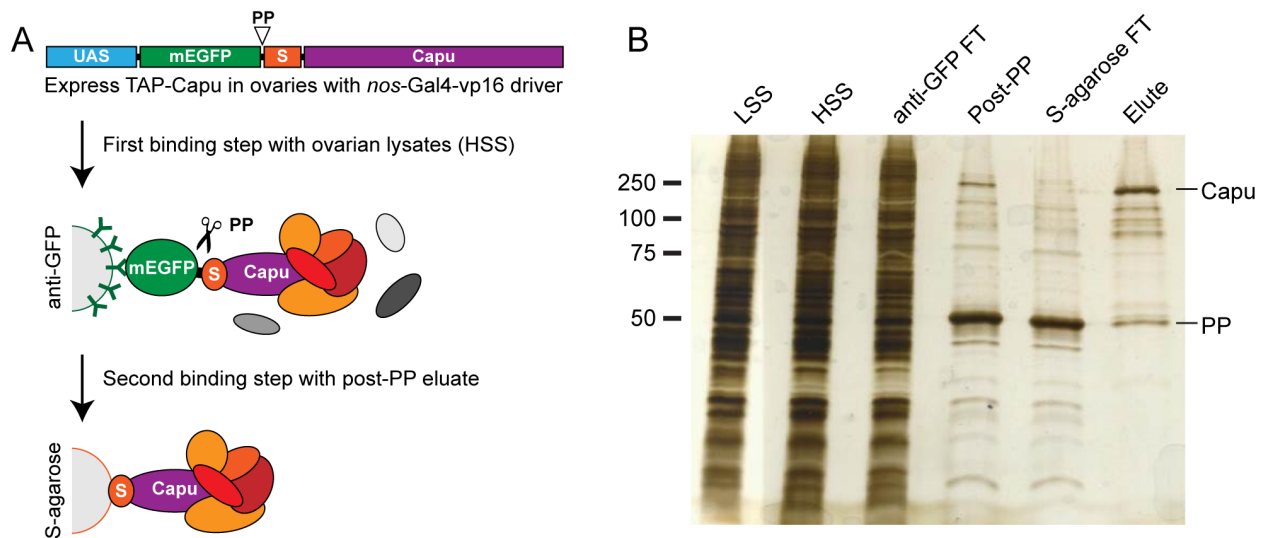 A
PP
UAS mEGFP S Capu
Express TAP-Capu in ovaries with nos-Gal4-vp16 driver
First binding step with ovarian lysates (HSS)
anti-GFP
PP
mEGFP S Capu
Second binding step with post-PP eluate
S-agarose
S Capu
B
LSS
HSS
anti-GFP FT
Post-PP
S-agarose FT
Elute
250
100
75
50
Capu
PP